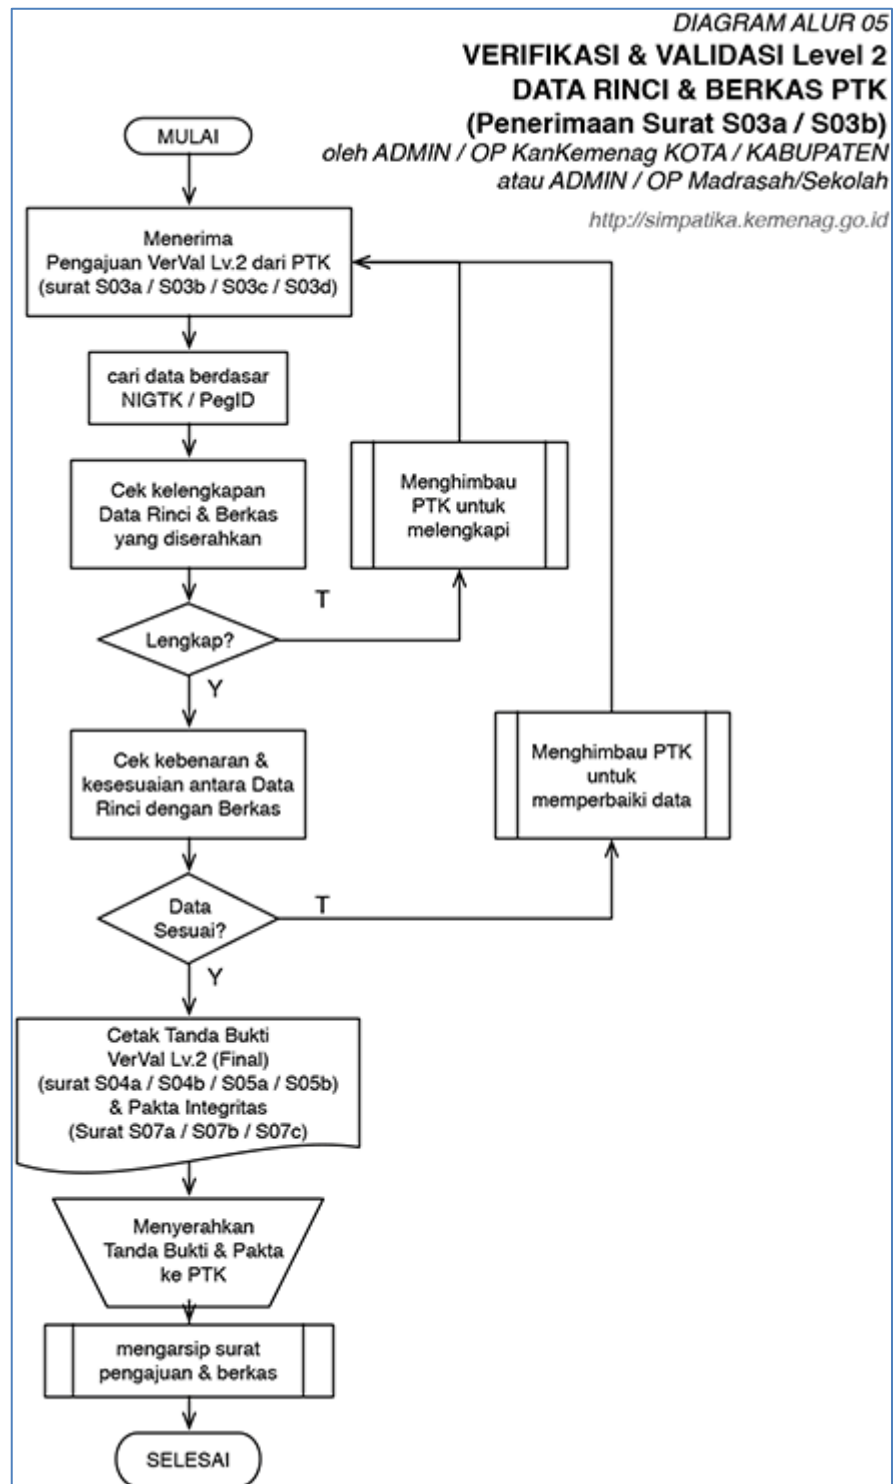 DIAGRAM ALUR 05
VERIFIKASI & VALIDASI Level 2
DATA RINCI & BERKAS PTK
(Penerimaan Surat S03a / S03b)
oleh ADMIN / OP KanKemenag KOTA / KABUPATEN
atau ADMIN / OP Madrasah/Sekolah
http://simpatika.kemenag.go.id
MULAI
Menerima
Pengajuan VerVal Lv.2 dari PTK
(surat S03a / S03b / S03c / S03d)
cari data berdasar
NIGTK / PegID
Cek kelengkapan
Data Rinci & Berkas
yang diserahkan
Menghimbau
PTK untuk
melengkapi
Lengkap?
T
Y
Cek kebenaran &
kesesuaian antara Data
Rinci dengan Berkas
Menghimbau PTK
untuk
memperbaiki data
Data
Sesuai?
T
Y
Cetak Tanda Bukti
VerVal Lv.2 (Final)
(surat S04a / S04b / S05a / S05b)
& Pakta Integritas
(Surat S07a / S07b / S07c)
Menyerahkan
Tanda Bukti & Pakta
ke PTK
mengarsip surat
pengajuan & berkas
SELESAI